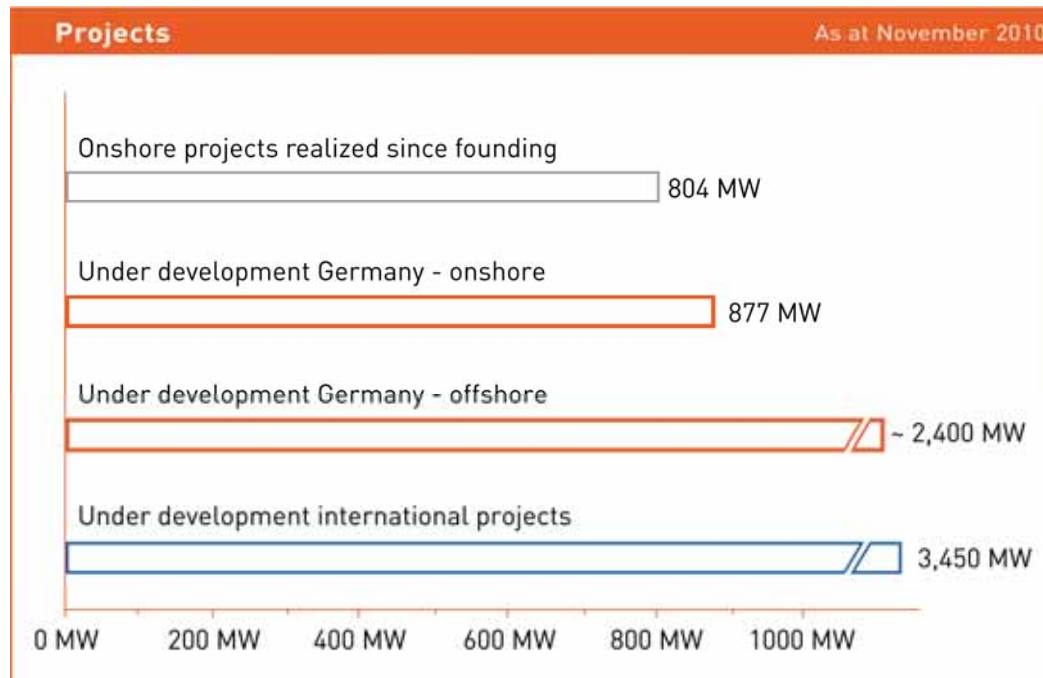 Projects
As at November 2010
Onshore projects realized since founding
804 MW
Under development Germany - onshore
877 MW
Under development Germany - offshore
~ 2,400 MW
Under development international projects
3,450 MW
0 MW 200 MW 400 MW 600 MW 800 MW 1000 MW